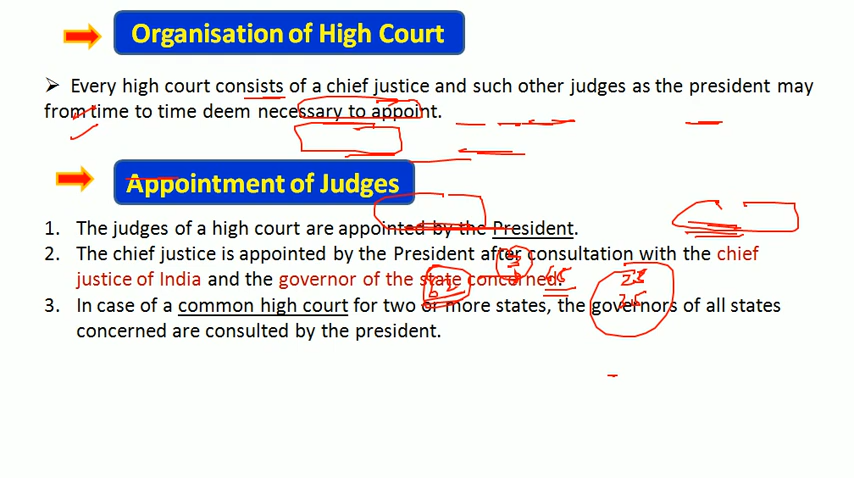 Organisation of High Court
➢ Every high court consists of a chief justice and such other judges as the president may
from time to time deem necessary to appoint.
Appointment of Judges
1. The judges of a high court are appointed by the President.
2. The chief justice is appointed by the President after consultation with the chief
justice of India and the governor of the state concerned.
3. In case of a common high court for two or more states, the governors of all states
concerned are consulted by the president.
62
65
25